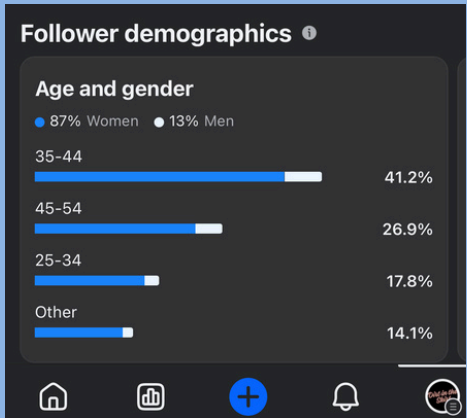 Follower demographics
Age and gender
87% Women 13% Men
35-44
41.2%
45-54
26.9%
25-34
17.8%
Other
14.1%